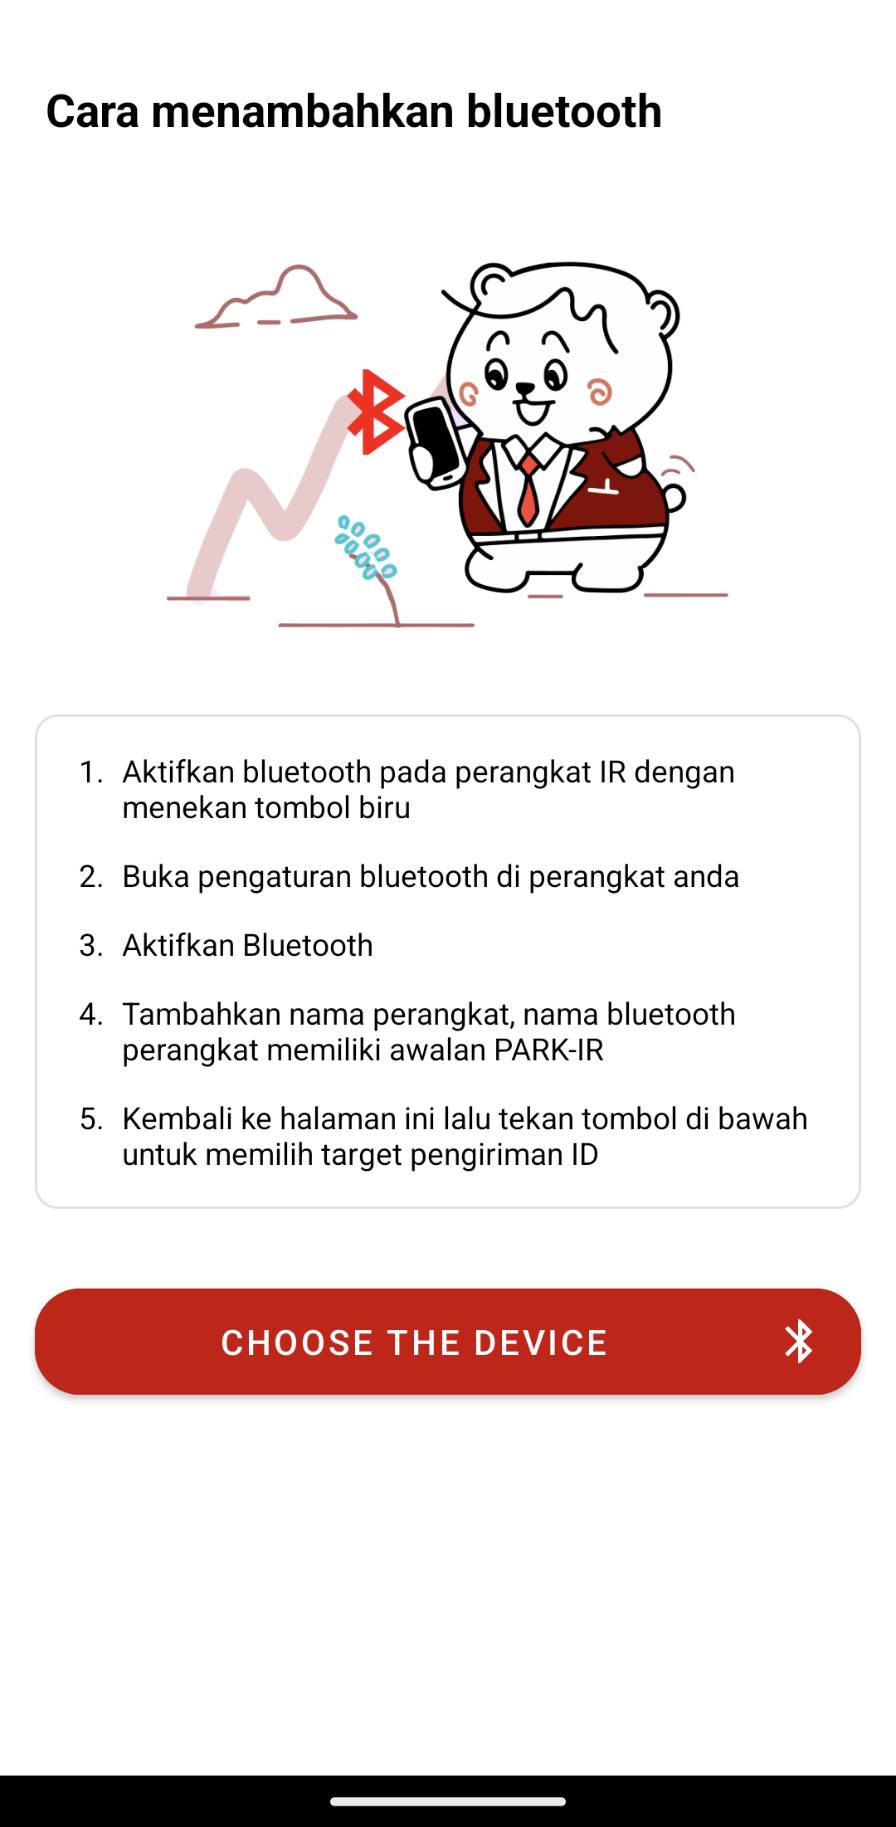 Cara menambahkan bluetooth
1. Aktifkan bluetooth pada perangkat IR dengan
menekan tombol biru
2. Buka pengaturan bluetooth di perangkat anda
3. Aktifkan Bluetooth
4. Tambahkan nama perangkat, nama bluetooth
perangkat memiliki awalan PARK-IR
5. Kembali ke halaman ini lalu tekan tombol di bawah
untuk memilih target pengiriman ID
CHOOSE THE DEVICE